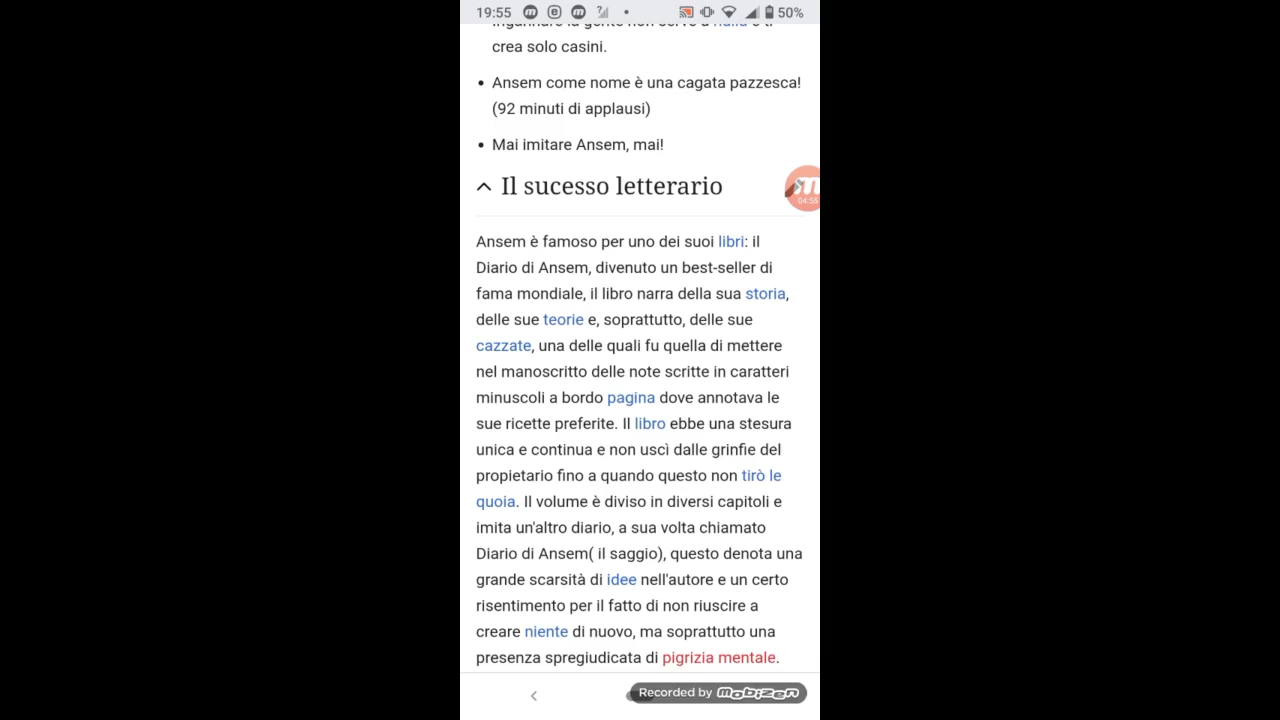 19:55
50%
crea solo casini.
Ansem come nome è una cagata pazzesca!
(92 minuti di applausi)
Mai imitare Ansem, mai!
Il sucesso letterario
04:55
Ansem è famoso per uno dei suoi libri: il
Diario di Ansem, divenuto un best-seller di
fama mondiale, il libro narra della sua storia,
delle sue teorie e, soprattutto, delle sue
cazzate, una delle quali fu quella di mettere
nel manoscritto delle note scritte in caratteri
minuscoli a bordo pagina dove annotava le
sue ricette preferite. Il libro ebbe una stesura
unica e continua e non uscì dalle grinfie del
propietario fino a quando questo non tirò le
quoia. Il volume è diviso in diversi capitoli e
imita un'altro diario, a sua volta chiamato
Diario di Ansem( il saggio), questo denota una
grande scarsità di idee nell'autore e un certo
risentimento per il fatto di non riuscire a
creare niente di nuovo, ma soprattutto una
presenza spregiudicata di pigrizia mentale.
Recorded by mobizen